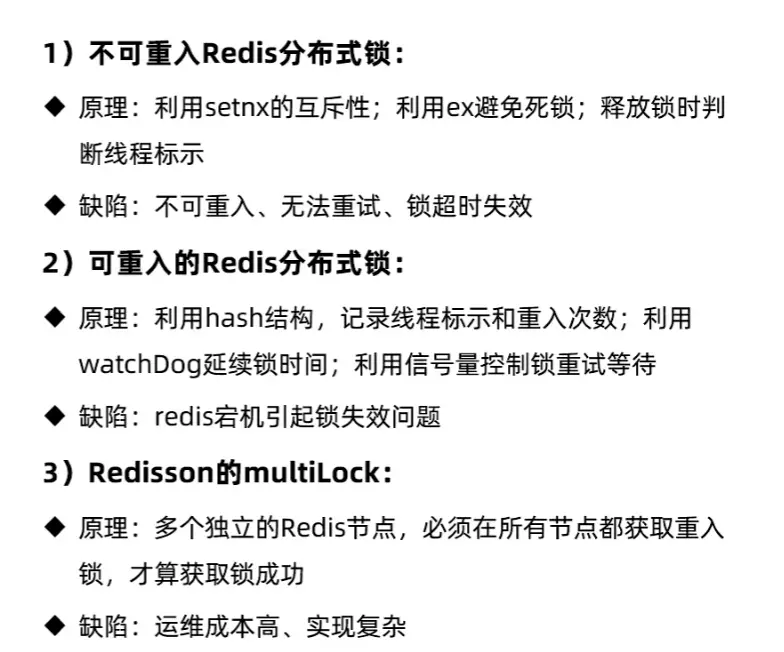 1）不可重入Redis分布式锁：
◆ 原理：利用setnx的互斥性；利用ex避免死锁；释放锁时判
断线程标示
◆ 缺陷：不可重入、无法重试、锁超时失效
2）可重入的Redis分布式锁：
◆ 原理：利用hash结构，记录线程标示和重入次数；利用
watchDog延续锁时间；利用信号量控制锁重试等待
◆ 缺陷：redis宕机引起锁失效问题
3）Redisson的multiLock：
◆ 原理：多个独立的Redis节点，必须在所有节点都获取重入
锁，才算获取锁成功
◆ 缺陷：运维成本高、实现复杂